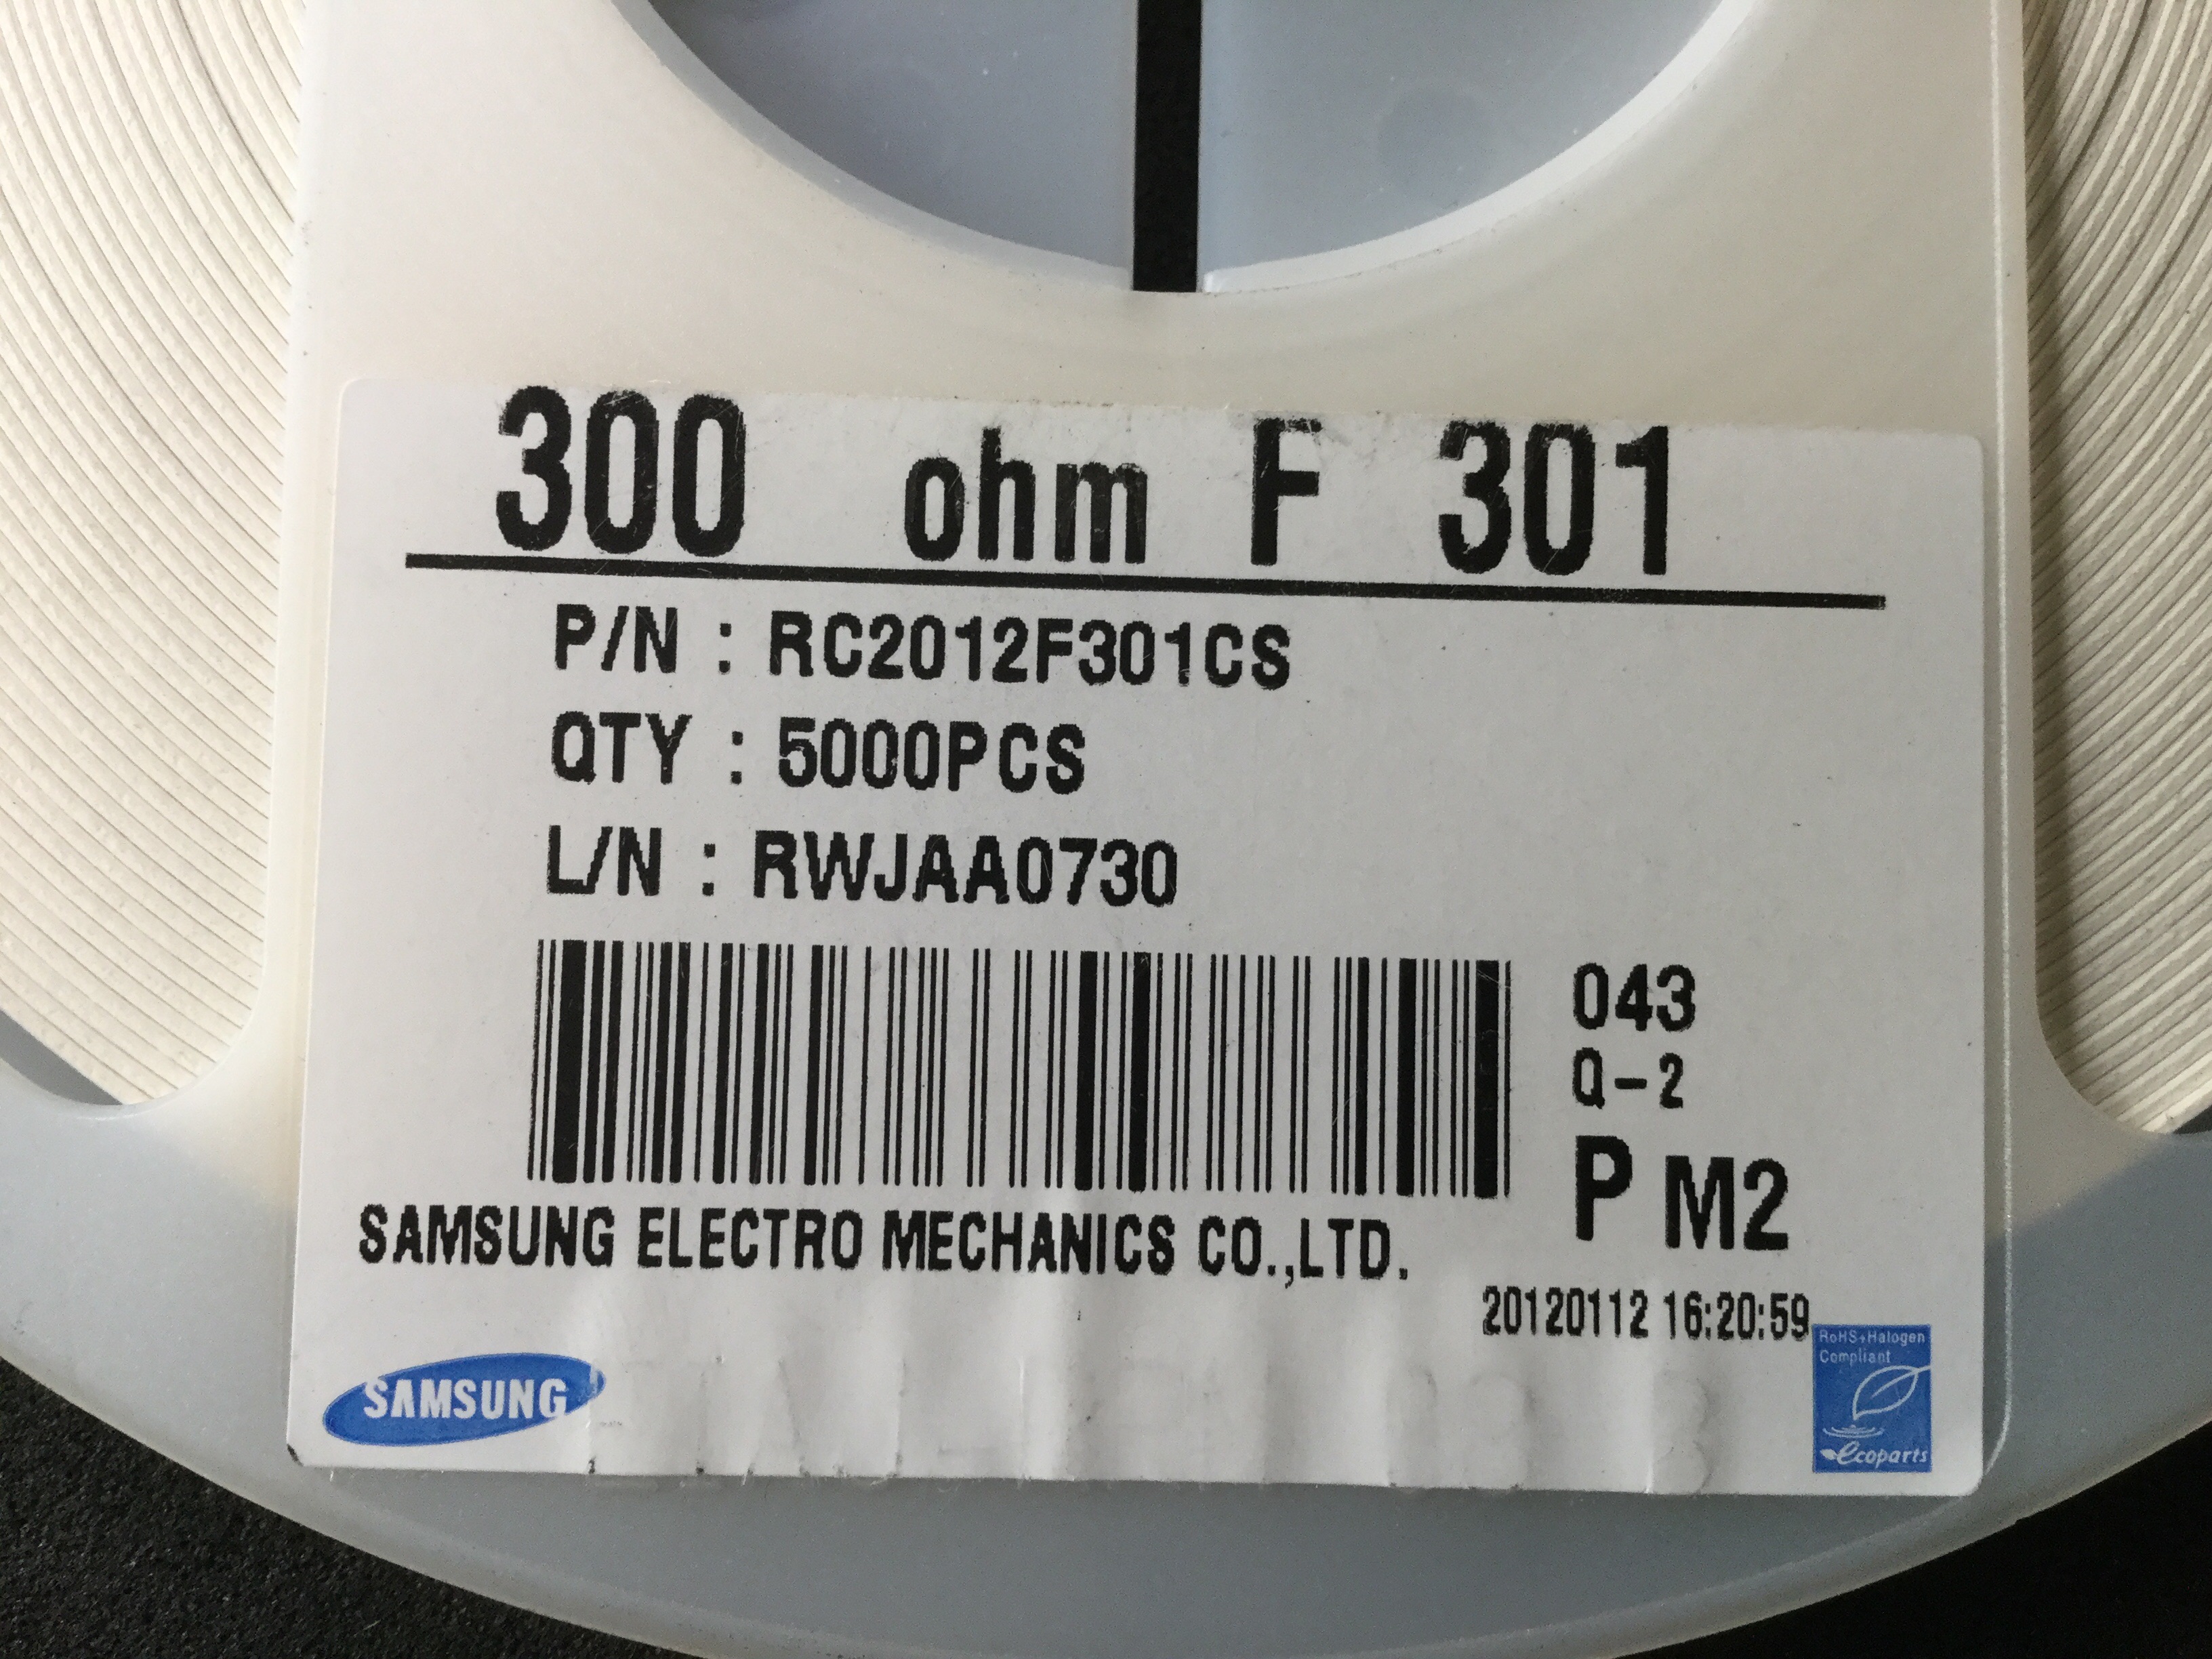 300 ohm F 301
P/N : RC2012F301CS
QTY : 5000PCS
L/N : RWJAA0730
043
Q-2
P M2
SAMSUNG ELECTRO MECHANICS CO.,LTD.
20120112 16:20:59
SAMSUNG
RoHS+Halogen
Compliant
ecoparts